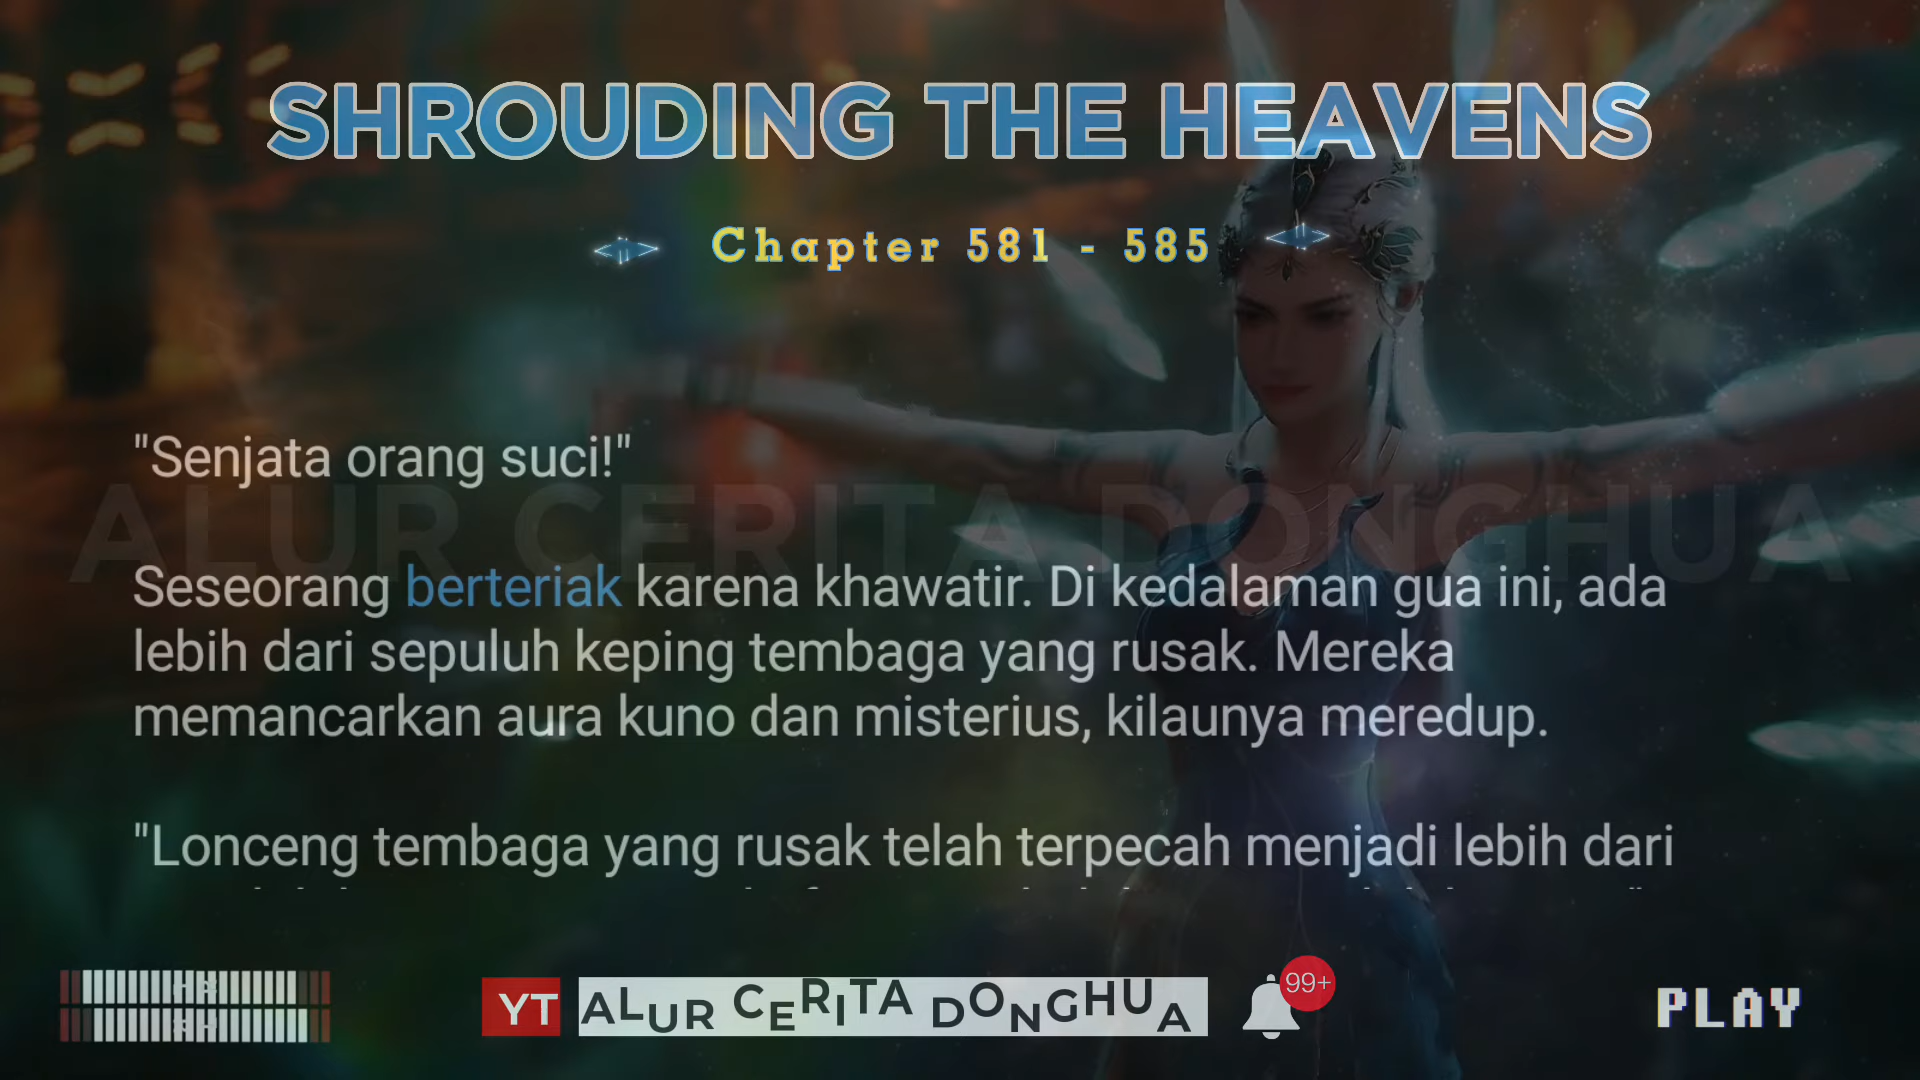 SHROUDING THE HEAVENS
Chapter 581 - 585
"Senjata orang suci!"
ALUR CERITA DONGHUA
Seseorang berteriak karena khawatir. Di kedalaman gua ini, ada
lebih dari sepuluh keping tembaga yang rusak. Mereka
memancarkan aura kuno dan misterius, kilaunya meredup.
"Lonceng tembaga yang rusak telah terpecah menjadi lebih dari
YT ALUR CERITA DONGHUA
99+
PLAY